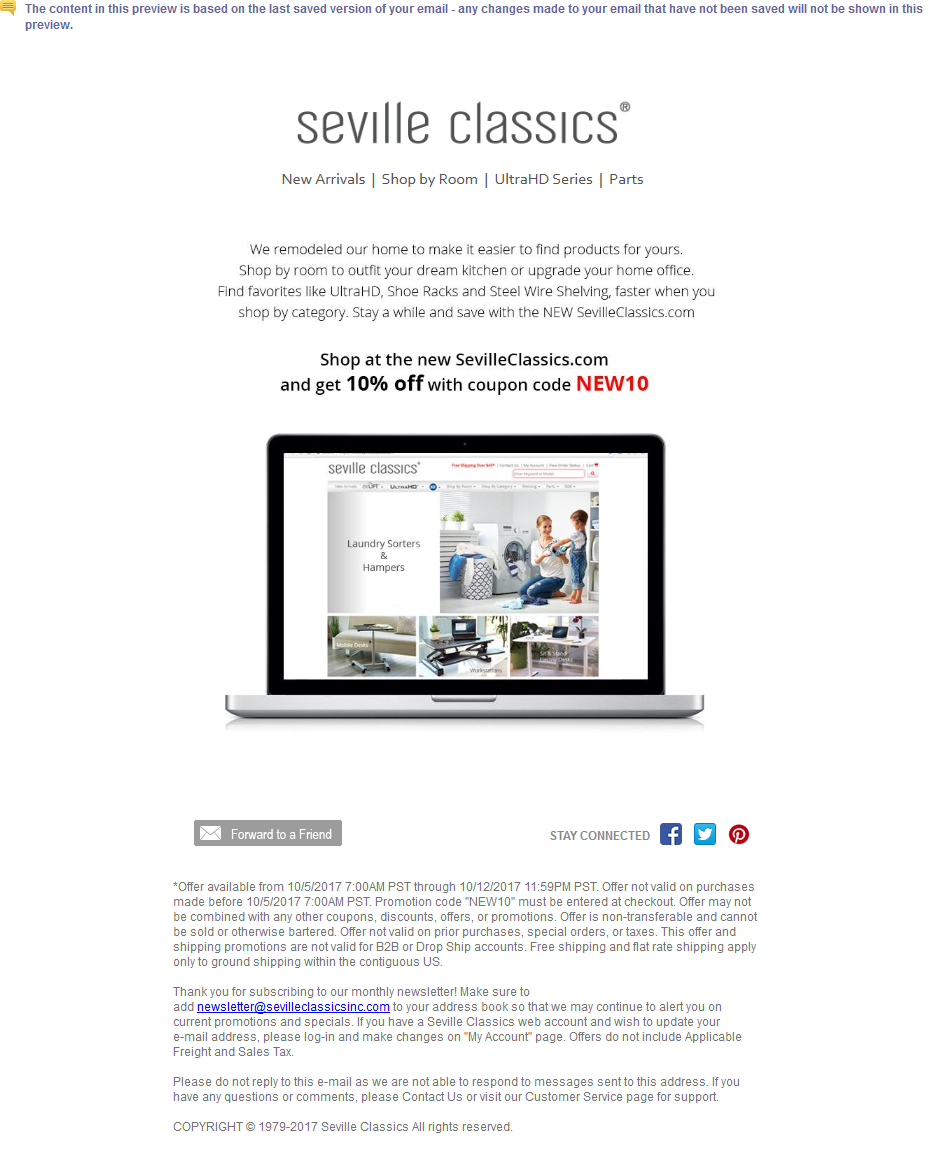 The content in this preview is based on the last saved version of your email - any changes made to your email that have not been saved will not be shown in this
preview.
seville classics®
New Arrivals | Shop by Room | UltraHD Series | Parts
We remodeled our home to make it easier to find products for yours.
Shop by room to outfit your dream kitchen or upgrade your home office.
Find favorites like UltraHD, Shoe Racks and Steel Wire Shelving, faster when you
shop by category. Stay a while and save with the NEW SevilleClassics.com
Shop at the new SevilleClassics.com
and get 10% off with coupon code NEW10
seville classics®
Free Shipping Over $49* | Contact Us | My Account | View Order Status | Cart
Enter Keyword or Model#
New Arrivals ULTRAHD® Shop By Room Shop By Category Shelving Parts B2B
Laundry Sorters
&
Hampers
Mobile Desks
Workstations
Sit & Stand
Electric Desks
Forward to a Friend
STAY CONNECTED
*Offer available from 10/5/2017 7:00AM PST through 10/12/2017 11:59PM PST. Offer not valid on purchases
made before 10/5/2017 7:00AM PST. Promotion code "NEW10" must be entered at checkout. Offer may not
be combined with any other coupons, discounts, offers, or promotions. Offer is non-transferable and cannot
be sold or otherwise bartered. Offer not valid on prior purchases, special orders, or taxes. This offer and
shipping promotions are not valid for B2B or Drop Ship accounts. Free shipping and flat rate shipping apply
only to ground shipping within the contiguous US.
Thank you for subscribing to our monthly newsletter! Make sure to
add newsletter@sevilleclassicsinc.com to your address book so that we may continue to alert you on
current promotions and specials. If you have a Seville Classics web account and wish to update your
e-mail address, please log-in and make changes on "My Account" page. Offers do not include Applicable
Freight and Sales Tax.
Please do not reply to this e-mail as we are not able to respond to messages sent to this address. If you
have any questions or comments, please Contact Us or visit our Customer Service page for support.
COPYRIGHT © 1979-2017 Seville Classics All rights reserved.